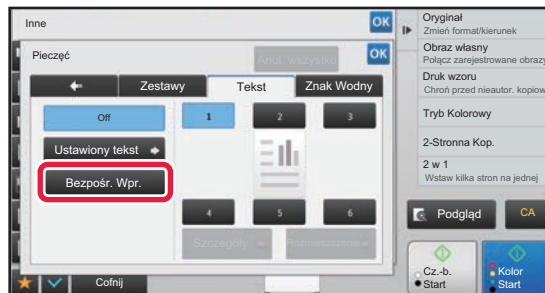 Inne
OK
Pieczęć
Anul. wszystko
OK
Zestawy
Tekst
Znak Wodny
Off
1
2
3
Ustawiony tekst
Bezpośr. Wpr.
4
5
6
Szczegóły
Rozmieszczenie
Cofnij
Oryginał
Zmień format/kierunek
Obraz własny
Połącz zarejestrowane obrazy
Druk wzoru
Chroń przed nieautor. kopiow
Tryb Kolorowy
2-Stronna Kop.
2 w 1
Wstaw kilka stron na jednej
Podgląd
CA
Cz.-b.
Start
Kolor
Start